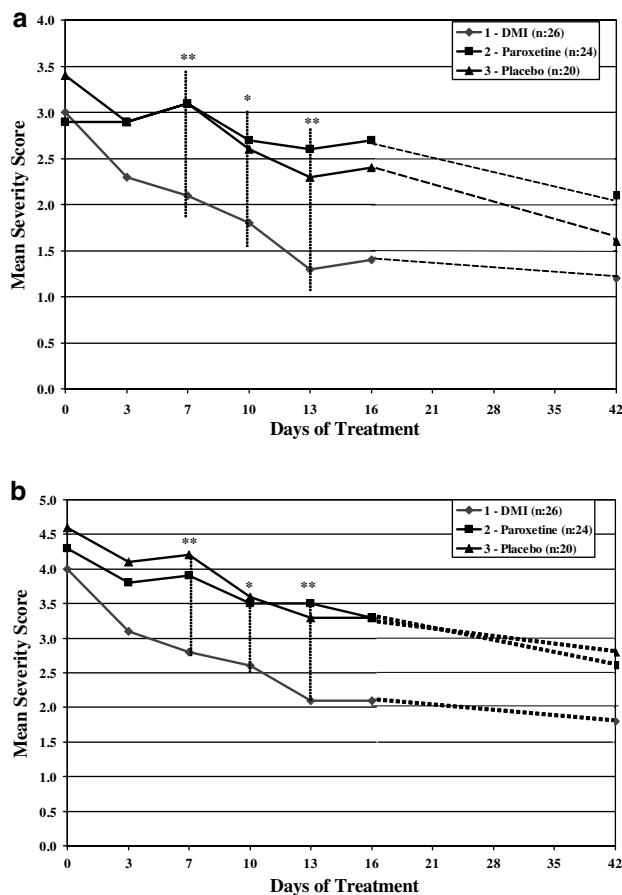 a
4.0
3.5
3.0
2.5
2.0
1.5
1.0
0.5
0.0
Mean Severity Score
**
*
**
1 - DMI (n:26)
2 - Paroxetine (n:24)
3 - Placebo (n:20)
0 3 7 10 13 16 21 28 35 42
Days of Treatment
b
5.0
4.5
4.0
3.5
3.0
2.5
2.0
1.5
1.0
0.5
0.0
Mean Severity Score
**
*
**
1 - DMI (n:26)
2 - Paroxetine (n:24)
3 - Placebo (n:20)
0 3 7 10 13 16 21 28 35 42
Days of Treatment